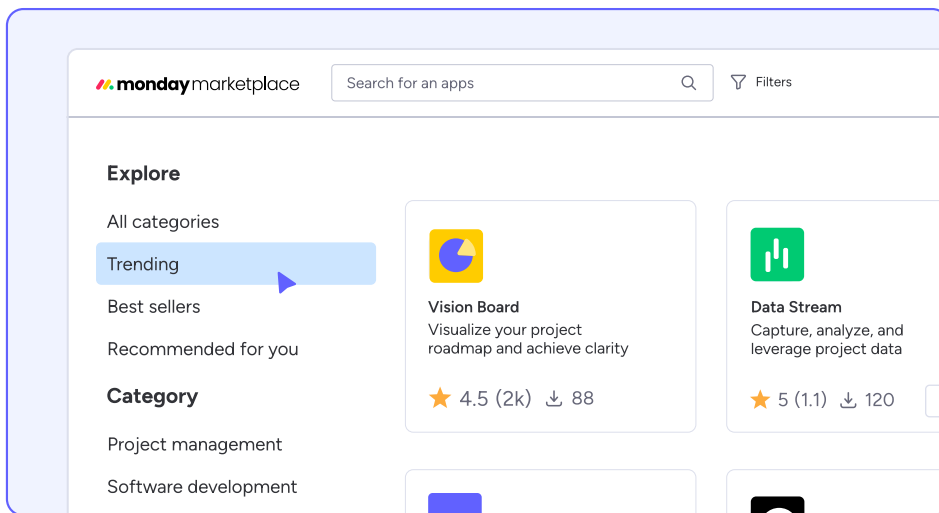 monday marketplace
Search for an apps
Filters
Explore
All categories
Trending
Best sellers
Recommended for you
Category
Project management
Software development
Vision Board
Visualize your project
roadmap and achieve clarity
4.5 (2k) 88
Data Stream
Capture, analyze, and
leverage project data
5 (1.1) 120